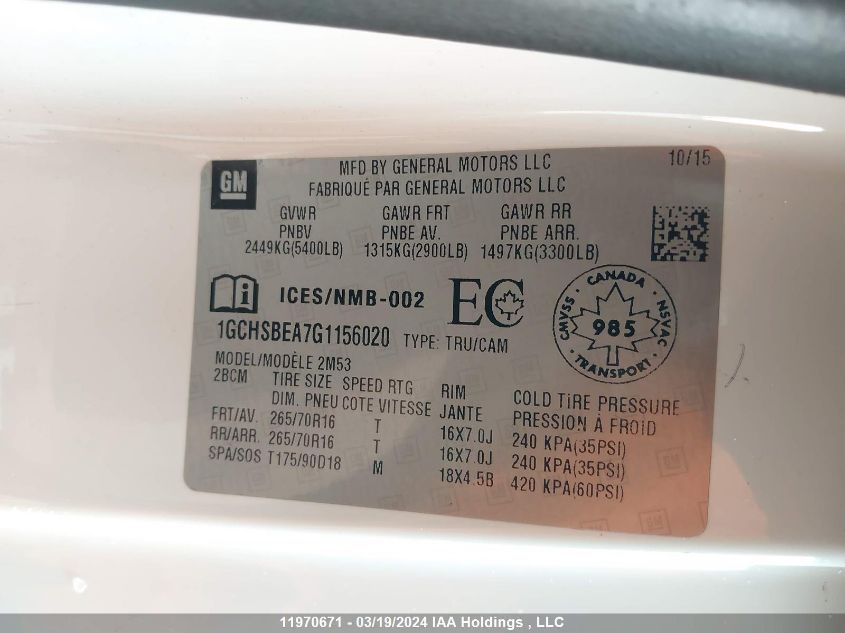 GM
MFD BY GENERAL MOTORS LLC
10/15
FABRIQUÉ PAR GENERAL MOTORS LLC
GVWR GAWR FRT GAWR RR
PNBV PNBE AV. PNBE ARR.
2449KG(5400LB) 1315KG(2900LB) 1497KG(3300LB)
ICES/NMB-002 EC
CANADA
CMVSS 985 NSVAC
TRANSPORT
1GCHSBEA7G1156020 TYPE: TRU/CAM
MODEL/MODÈLE 2M53
2BCM TIRE SIZE SPEED RTG RIM COLD TIRE PRESSURE
DIM. PNEU COTE VITESSE JANTE PRESSION À FROID
FRT/AV. 265/70R16 T 16X7.0J 240 KPA(35PSI)
RR/ARR. 265/70R16 T 16X7.0J 240 KPA(35PSI)
SPA/SOS T175/90D18 M 18X4.5B 420 KPA(60PSI)
11970671 - 03/19/2024 IAA Holdings , LLC